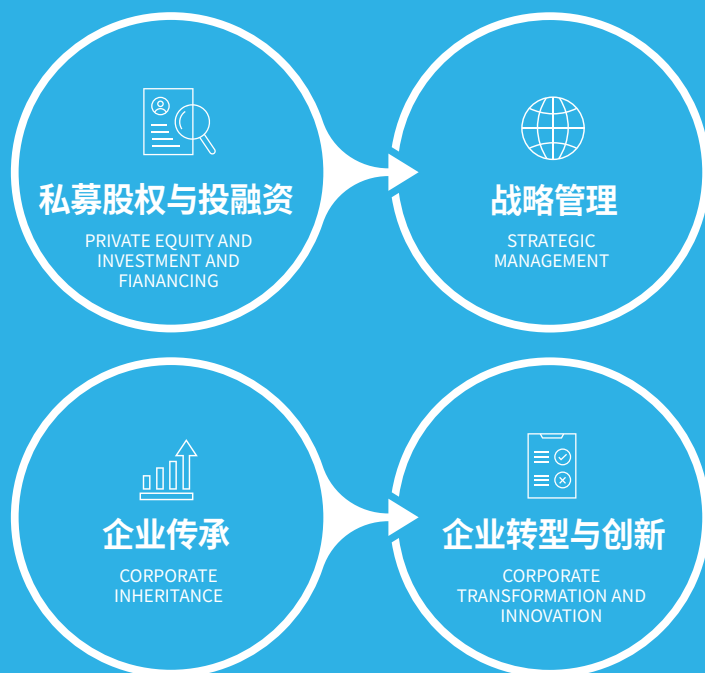 私募股权与投融资
PRIVATE EQUITY AND
INVESTMENT AND
FIANANCING
战略管理
STRATEGIC
MANAGEMENT
企业传承
CORPORATE
INHERITANCE
企业转型与创新
CORPORATE
TRANSFORMATION AND
INNOVATION